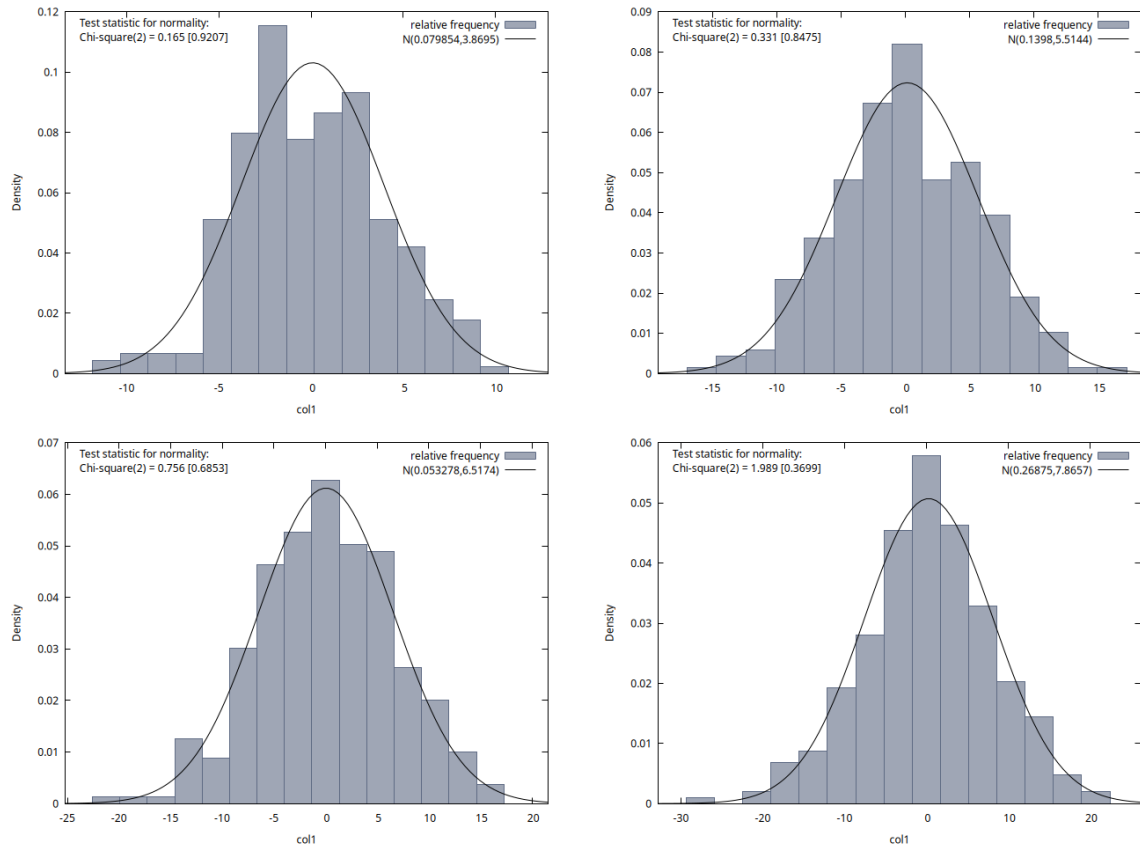 Test statistic for normality:
Chi-square(2) = 0.165 [0.9207]
relative frequency
N(0.079854,3.8695)
0.12
0.1
0.08
0.06
0.04
0.02
0
Density
-10
-5
0
5
10
col1
Test statistic for normality:
Chi-square(2) = 0.331 [0.8475]
relative frequency
N(0.1398,5.5144)
0.09
0.08
0.07
0.06
0.05
0.04
0.03
0.02
0.01
0
Density
-15
-10
-5
0
5
10
15
col1
Test statistic for normality:
Chi-square(2) = 0.756 [0.6853]
relative frequency
N(0.053278,6.5174)
0.07
0.06
0.05
0.04
0.03
0.02
0.01
0
Density
-25
-20
-15
-10
-5
0
5
10
15
20
col1
Test statistic for normality:
Chi-square(2) = 1.989 [0.3699]
relative frequency
N(0.26875,7.8657)
0.06
0.05
0.04
0.03
0.02
0.01
0
Density
-30
-20
-10
0
10
20
col1